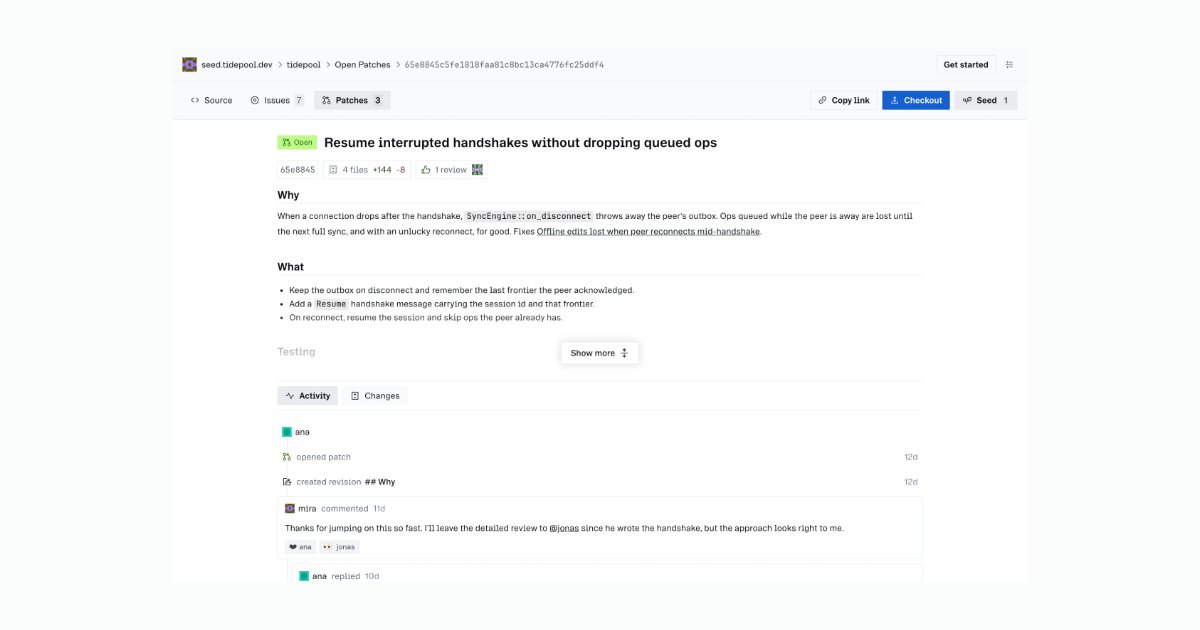 seed.tidepool.dev > tidepool > Open Patches > 65e8845c5fe1818faa81c8bc13ca4776fc25ddf4 Get started
Source Issues 7 Patches 3 Copy link Checkout Seed 1
Open Resume interrupted handshakes without dropping queued ops
65e8845 4 files +144 -8 1 review
Why
When a connection drops after the handshake, SyncEngine::on_disconnect throws away the peer's outbox. Ops queued while the peer is away are lost until
the next full sync, and with an unlucky reconnect, for good. Fixes Offline edits lost when peer reconnects mid-handshake.
What
• Keep the outbox on disconnect and remember the last frontier the peer acknowledged.
• Add a Resume handshake message carrying the session id and that frontier.
• On reconnect, resume the session and skip ops the peer already has.
Testing
Show more
Activity Changes
ana
opened patch 12d
created revision ## Why 12d
mira commented 11d
Thanks for jumping on this so fast. I'll leave the detailed review to @jonas since he wrote the handshake, but the approach looks right to me.
ana jonas
ana replied 10d